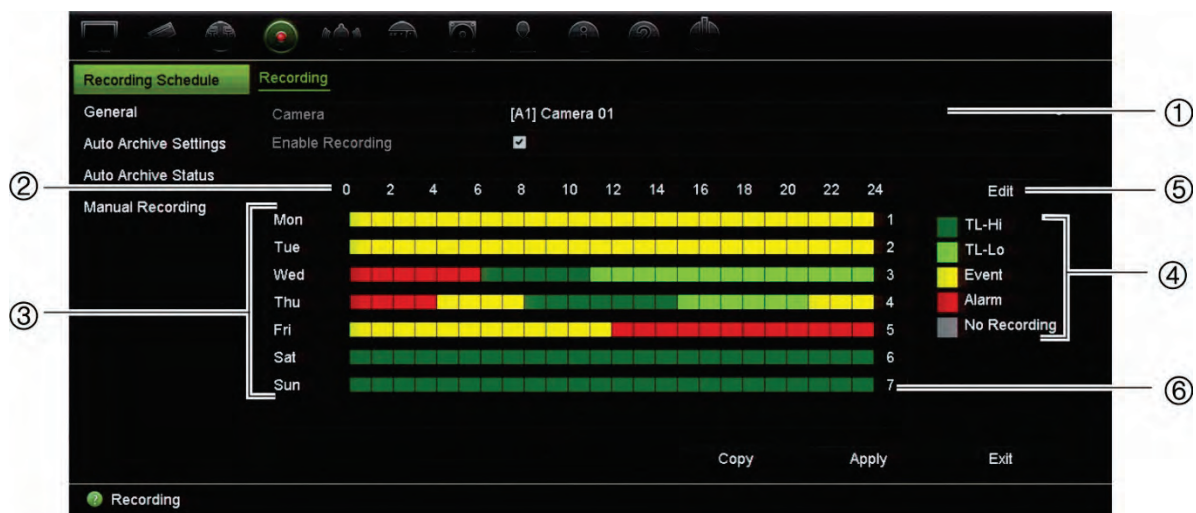 Recording Schedule Recording
General Camera [A1] Camera 01 ①
Auto Archive Settings Enable Recording
Auto Archive Status
② 0 2 4 6 8 10 12 14 16 18 20 22 24 Edit ⑤
Manual Recording
Mon 1 TL-Hi
Tue 2 TL-Lo
Wed 3 Event ④
Thu 4 Alarm
③
Fri 5 No Recording
Sat 6
Sun 7 ⑥
Copy Apply Exit
? Recording